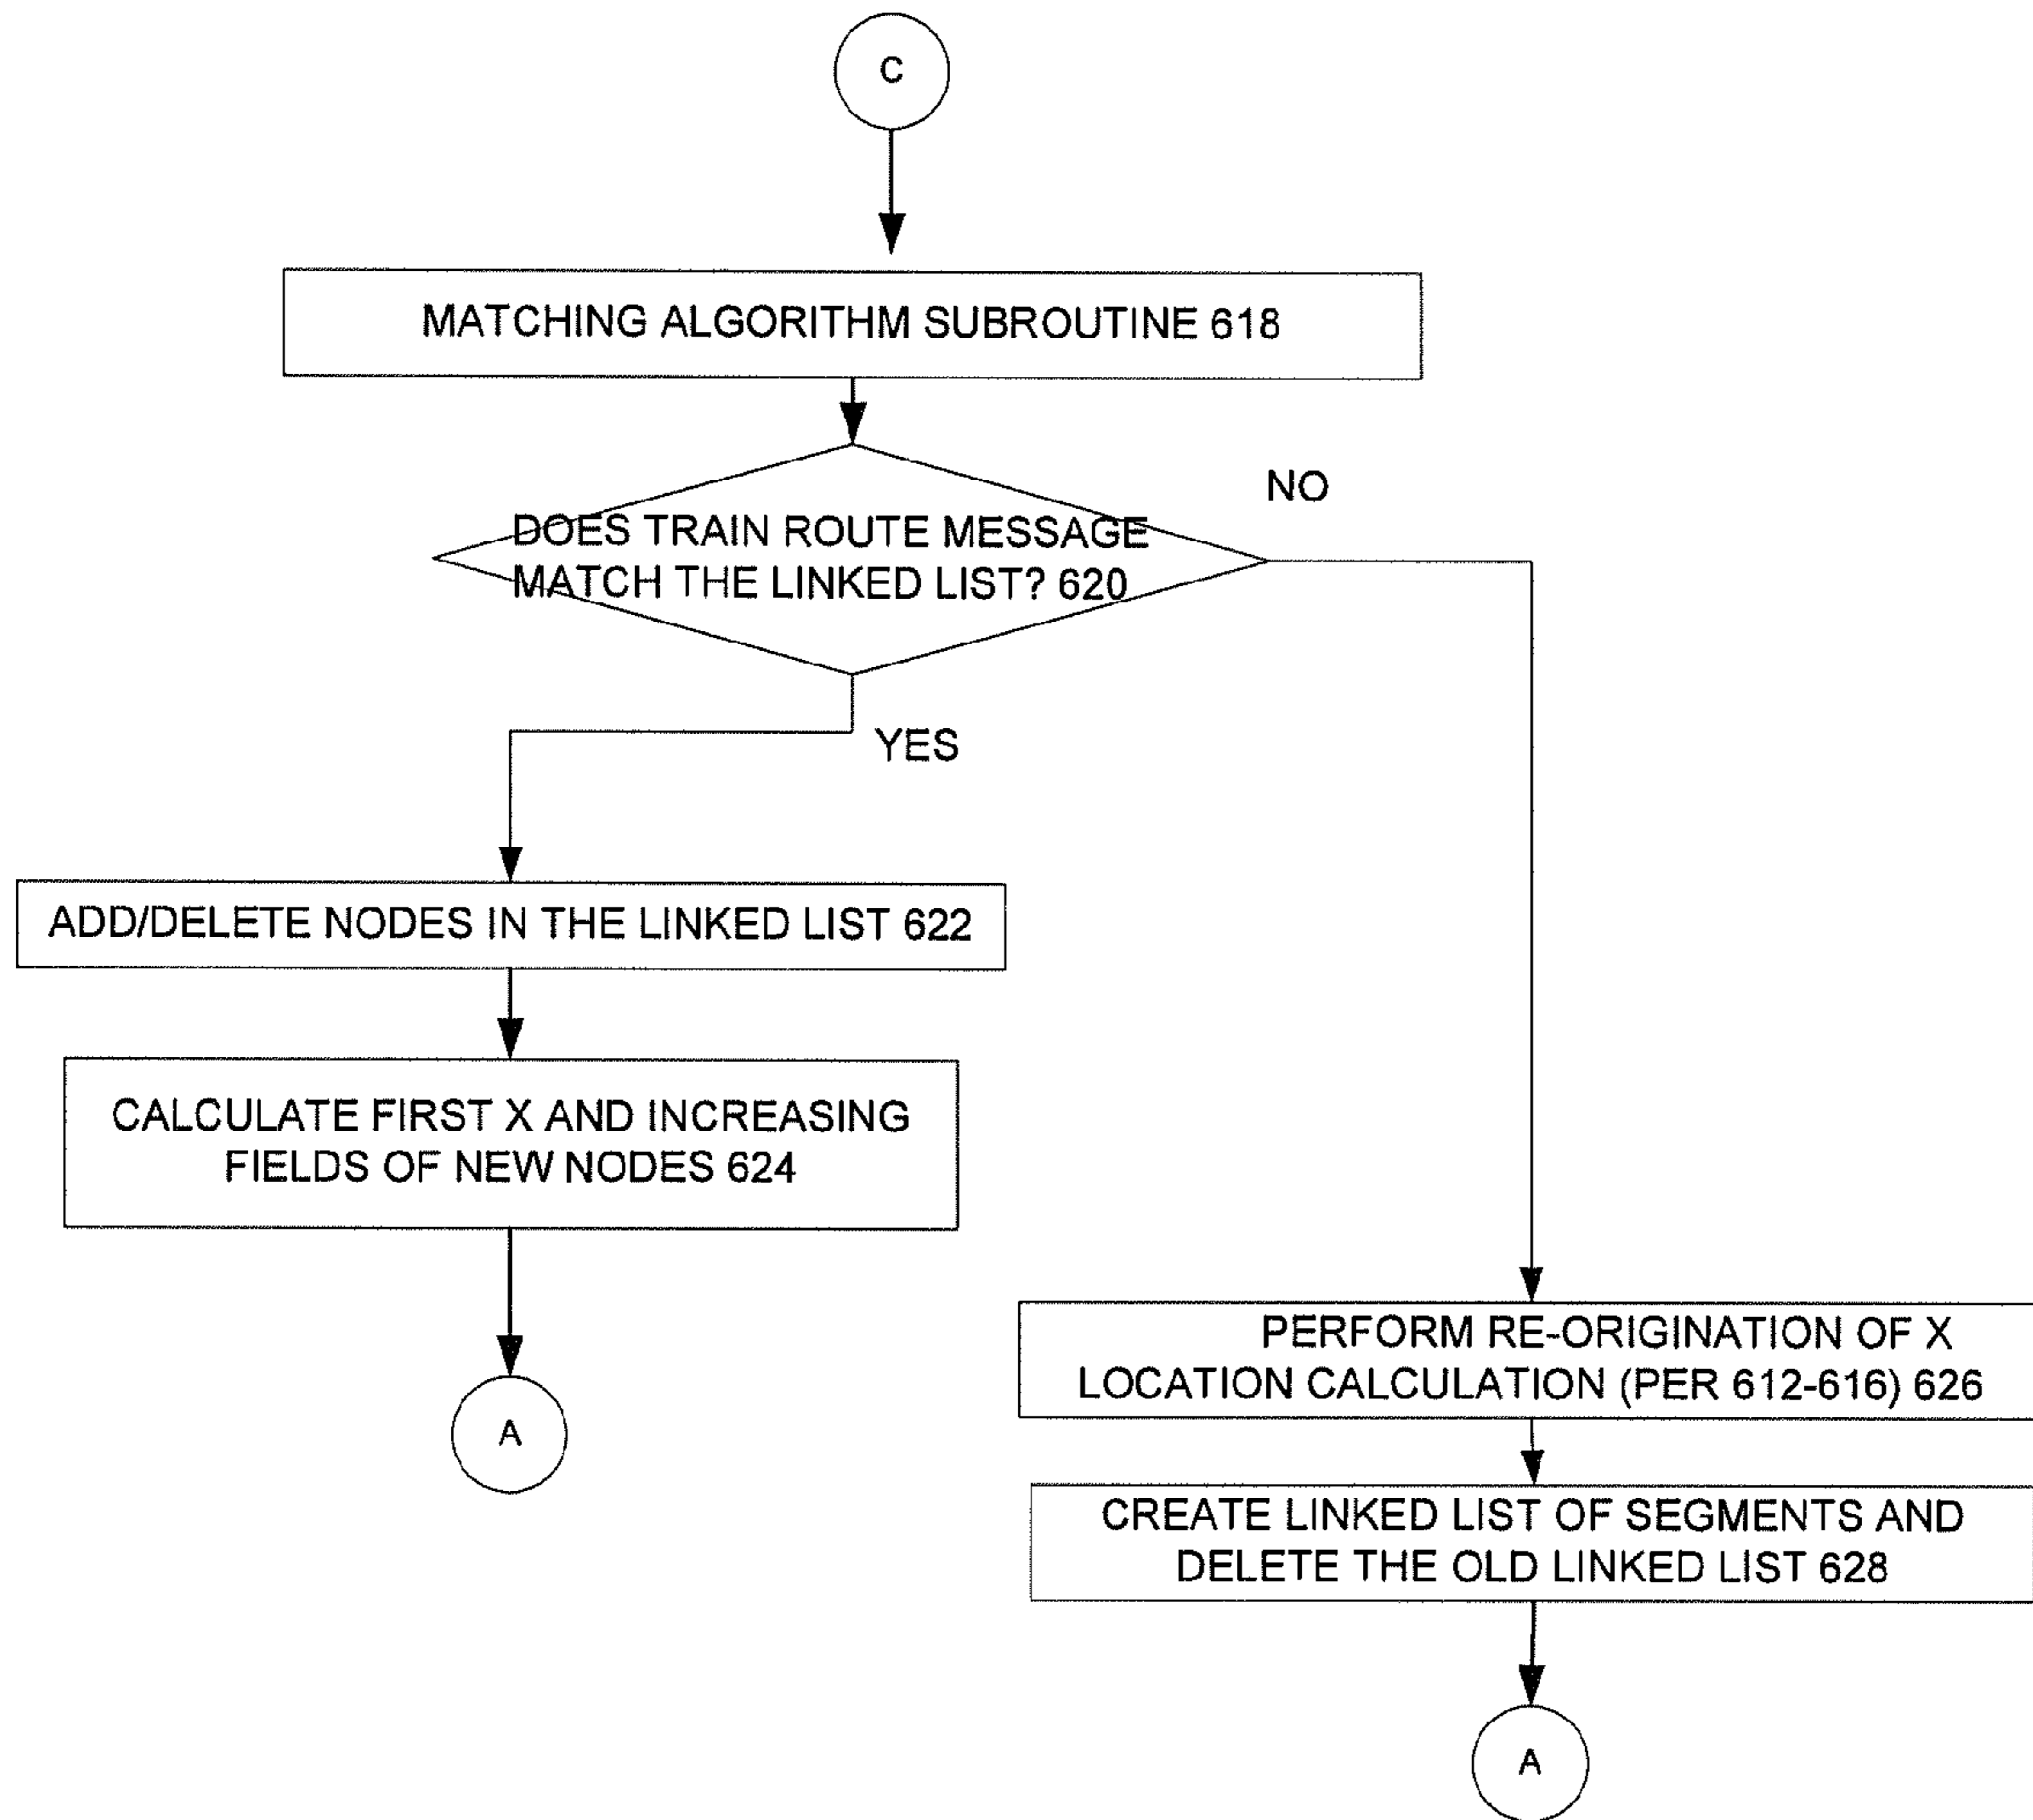 C
MATCHING ALGORITHM SUBROUTINE 618
NO
DOES TRAIN ROUTE MESSAGE
MATCH THE LINKED LIST? 620
YES
ADD/DELETE NODES IN THE LINKED LIST 622
CALCULATE FIRST X AND INCREASING
FIELDS OF NEW NODES 624
A
PERFORM RE-ORIGINATION OF X
LOCATION CALCULATION (PER 612-616) 626
CREATE LINKED LIST OF SEGMENTS AND
DELETE THE OLD LINKED LIST 628
A